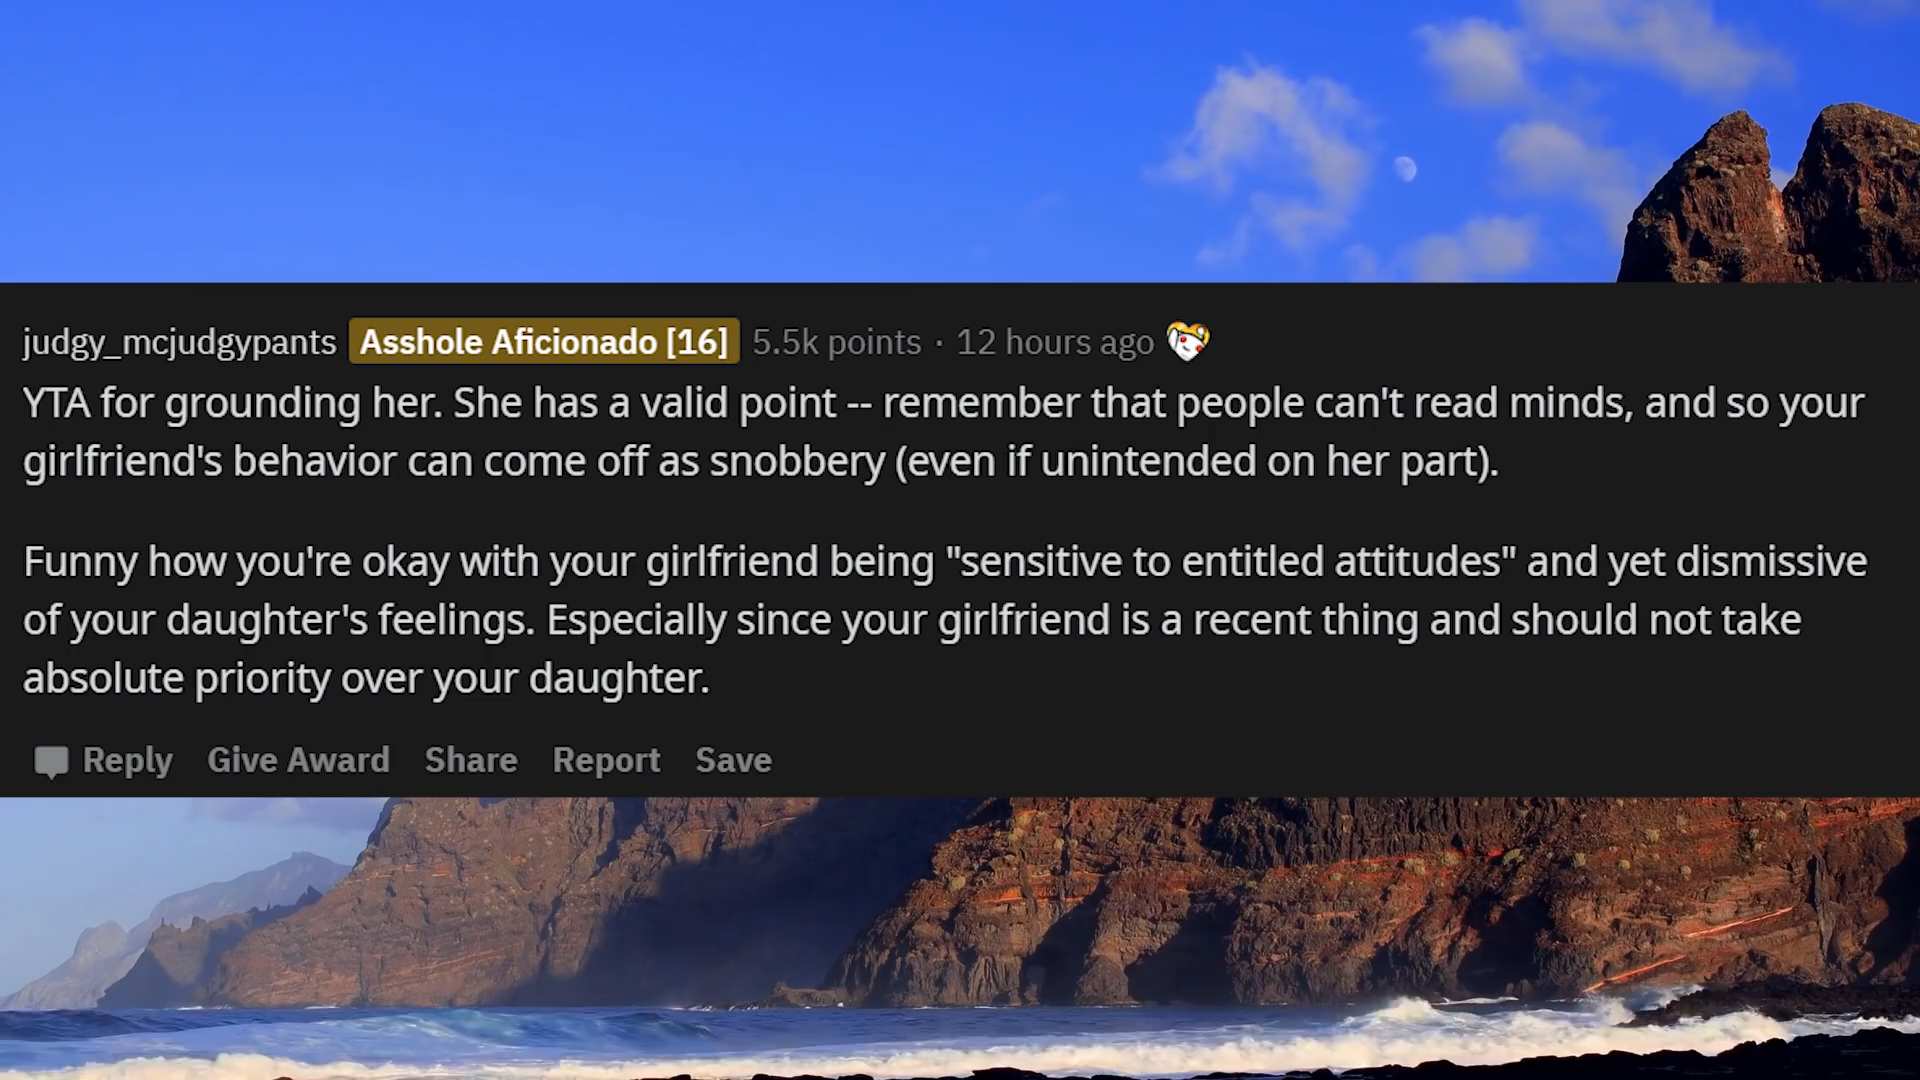 judgy_mcjudgypants Asshole Aficionado [16] 5.5k points · 12 hours ago
YTA for grounding her. She has a valid point -- remember that people can't read minds, and so your
girlfriend's behavior can come off as snobbery (even if unintended on her part).
Funny how you're okay with your girlfriend being "sensitive to entitled attitudes" and yet dismissive
of your daughter's feelings. Especially since your girlfriend is a recent thing and should not take
absolute priority over your daughter.
Reply Give Award Share Report Save